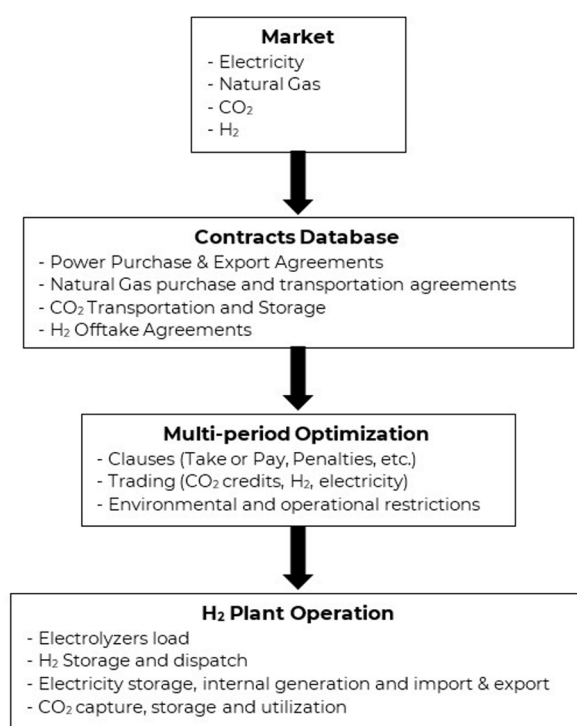 Market
- Electricity
- Natural Gas
- CO₂
- H₂
Contracts Database
- Power Purchase & Export Agreements
- Natural Gas purchase and transportation agreements
- CO₂ Transportation and Storage
- H₂ Offtake Agreements
Multi-period Optimization
- Clauses (Take or Pay, Penalties, etc.)
- Trading (CO₂ credits, H₂, electricity)
- Environmental and operational restrictions
H₂ Plant Operation
- Electrolyzers load
- H₂ Storage and dispatch
- Electricity storage, internal generation and import & export
- CO₂ capture, storage and utilization